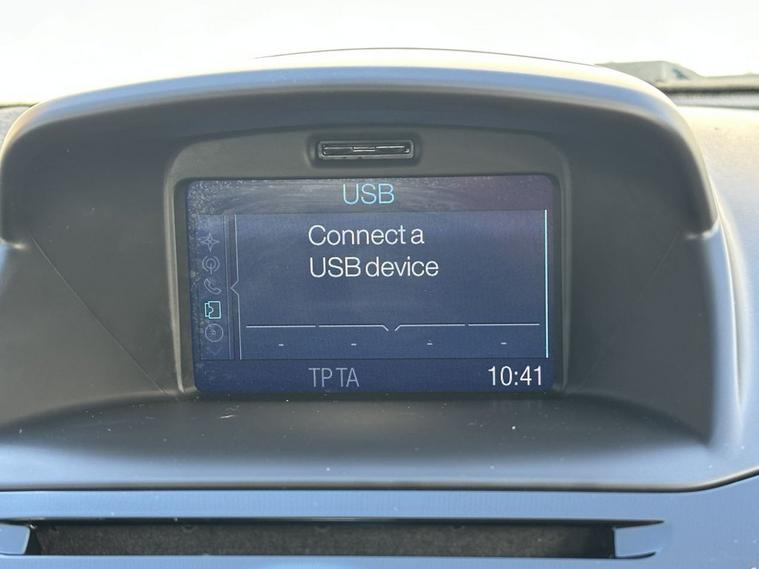 USB
Connect a
USB device
- - - -
TP TA 10:41